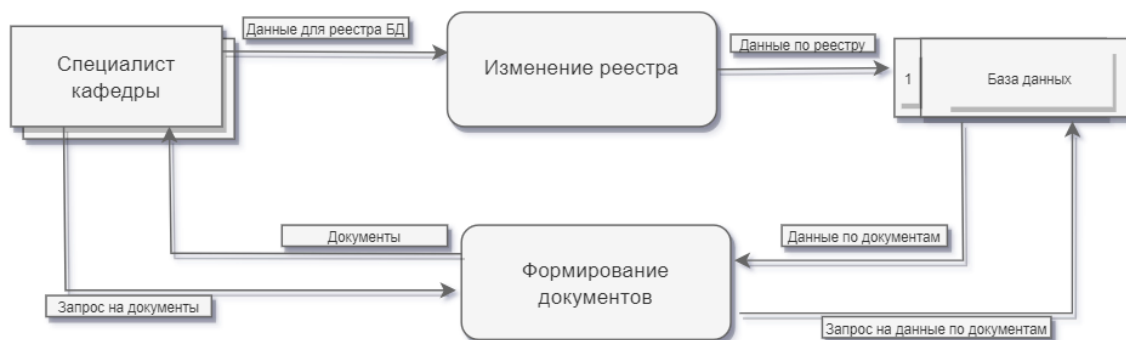 Данные для реестра БД
Специалист
кафедры
Изменение реестра
Данные по реестру
1
База данных
Документы
Данные по документам
Формирование
документов
Запрос на документы
Запрос на данные по документам